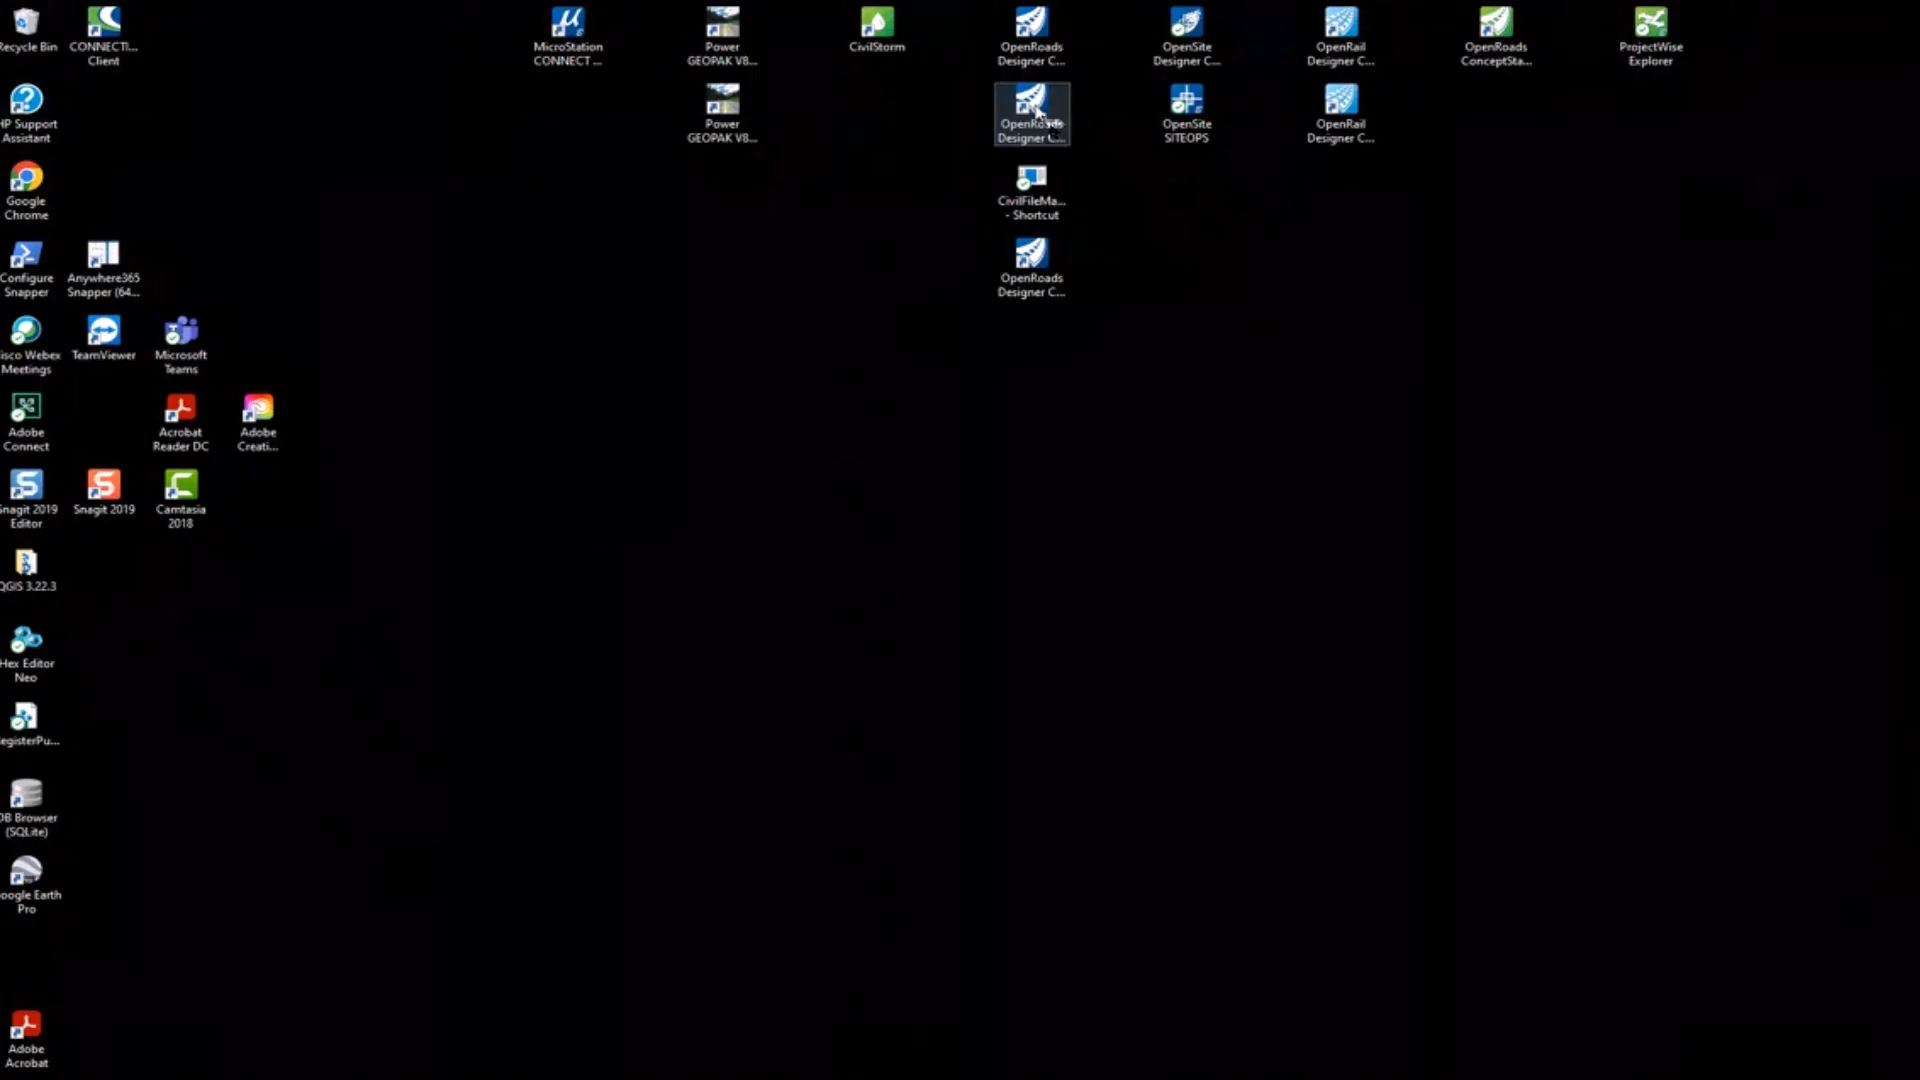 Recycle Bin
CONNECTI...
Client
MicroStation
CONNECT ...
Power
GEOPAK V8...
CivilStorm
OpenRoads
Designer C...
OpenSite
Designer C...
OpenRail
Designer C...
OpenRoads
ConceptSta...
ProjectWise
Explorer
HP Support
Assistant
Power
GEOPAK V8...
OpenRoads
Designer C...
OpenSite
SITEOPS
OpenRail
Designer C...
Google
Chrome
CivilFileMa...
- Shortcut
Configure
Snapper
Anywhere365
Snapper (64...
OpenRoads
Designer C...
isco Webex
Meetings
TeamViewer
Microsoft
Teams
Adobe
Connect
Acrobat
Reader DC
Adobe
Creati...
Snagit 2019
Editor
Snagit 2019
Camtasia
2018
QGIS 3.22.3
Hex Editor
Neo
egisterPu...
DB Browser
(SQLite)
oogle Earth
Pro
Adobe
Acrobat